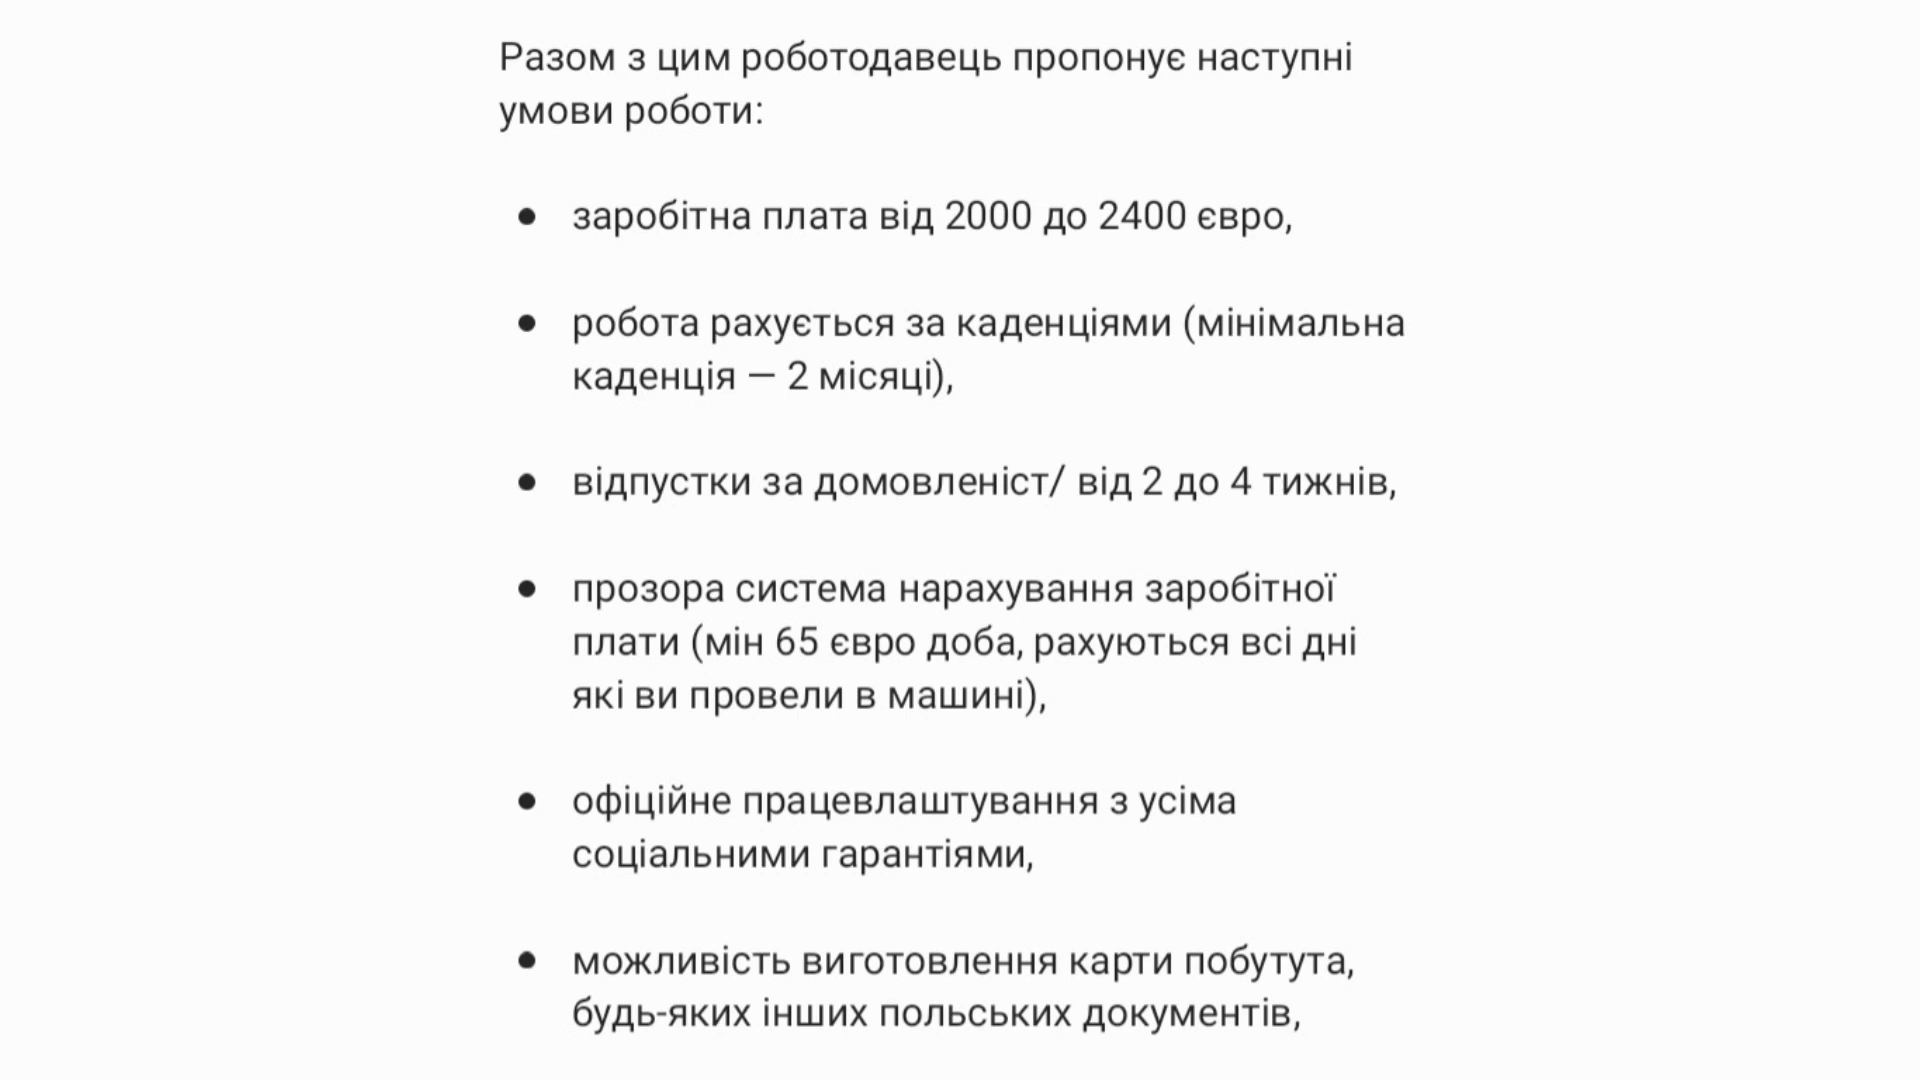 Разом з цим роботодавець пропонує наступні
умови роботи:
● заробітна плата від 2000 до 2400 євро,
● робота рахується за каденціями (мінімальна
каденція — 2 місяці),
● відпустки за домовленіст/ від 2 до 4 тижнів,
● прозора система нарахування заробітної
плати (мін 65 євро доба, рахуються всі дні
які ви провели в машині),
● офіційне працевлаштування з усіма
соціальними гарантіями,
● можливість виготовлення карти побутута,
будь-яких інших польських документів,